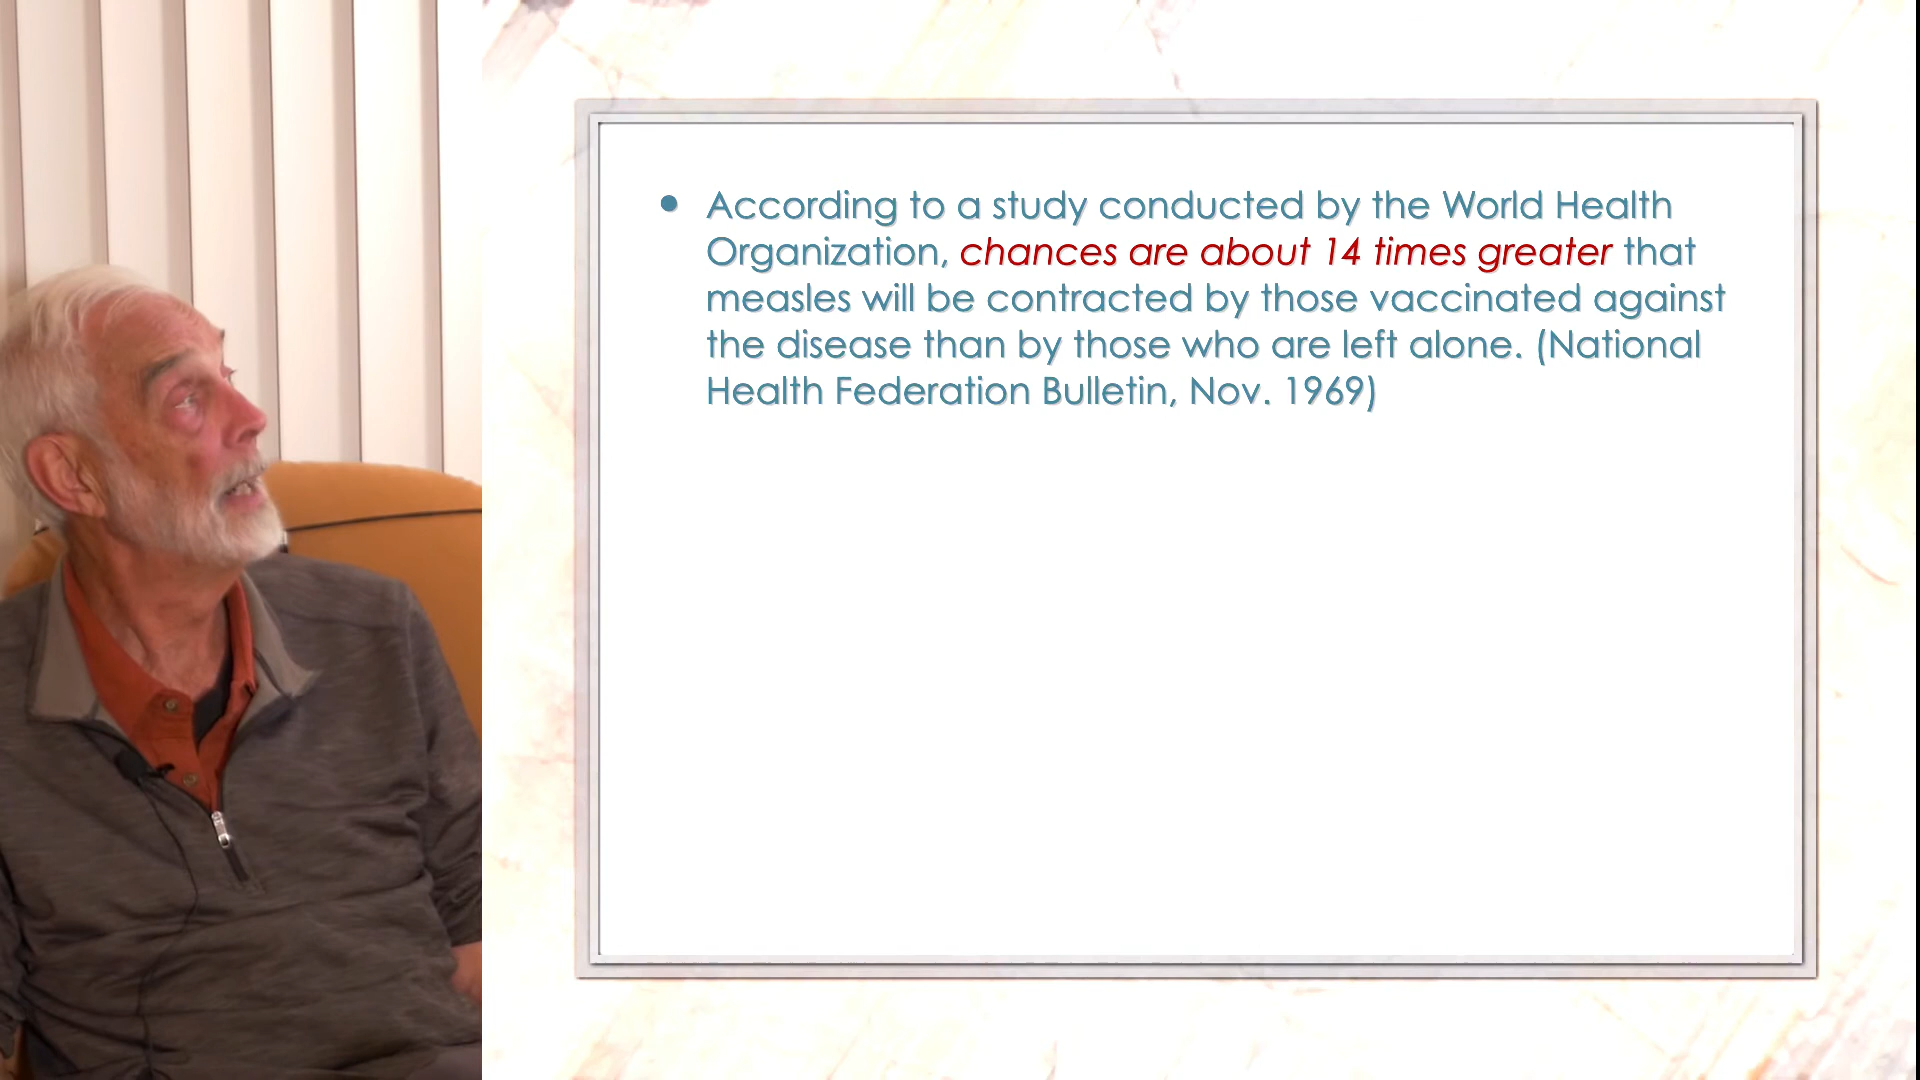 According to a study conducted by the World Health
Organization, chances are about 14 times greater that
measles will be contracted by those vaccinated against
the disease than by those who are left alone. (National
Health Federation Bulletin, Nov. 1969)